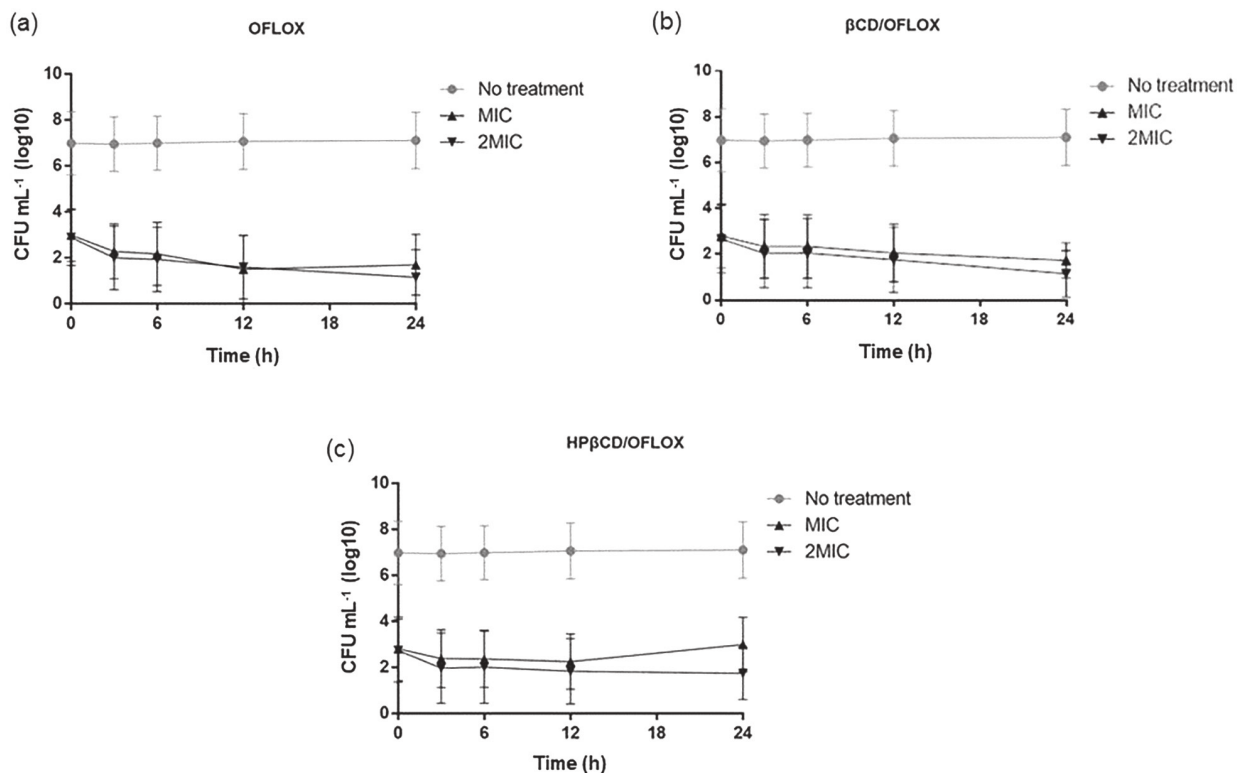 (a)
OFLOX
CFU mL⁻¹ (log10)
10
8
6
4
2
0
0 6 12 18 24
Time (h)
No treatment
MIC
2MIC
(b)
βCD/OFLOX
CFU mL⁻¹ (log10)
10
8
6
4
2
0
0 6 12 18 24
Time (h)
No treatment
MIC
2MIC
(c)
HPβCD/OFLOX
CFU mL⁻¹ (log10)
10
8
6
4
2
0
0 6 12 18 24
Time (h)
No treatment
MIC
2MIC